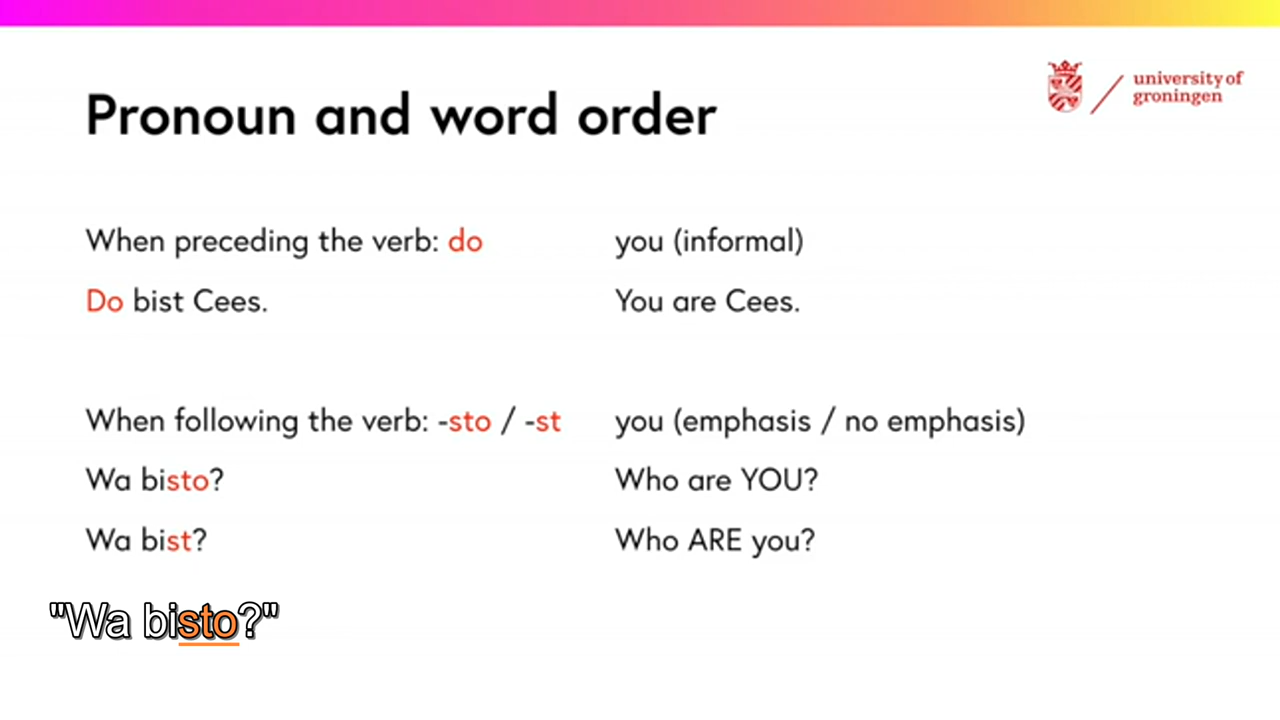 university of
groningen
Pronoun and word order
When preceding the verb: do you (informal)
Do bist Cees. You are Cees.
When following the verb: -sto / -st you (emphasis / no emphasis)
Wa bisto? Who are YOU?
Wa bist? Who ARE you?
"Wa bisto?"